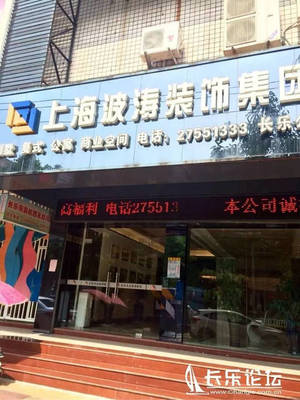 上海波涛装饰集团
美式 公寓 商业空间 电话：27551333 长乐
高福利 电话275513 本公司诚
长乐论坛